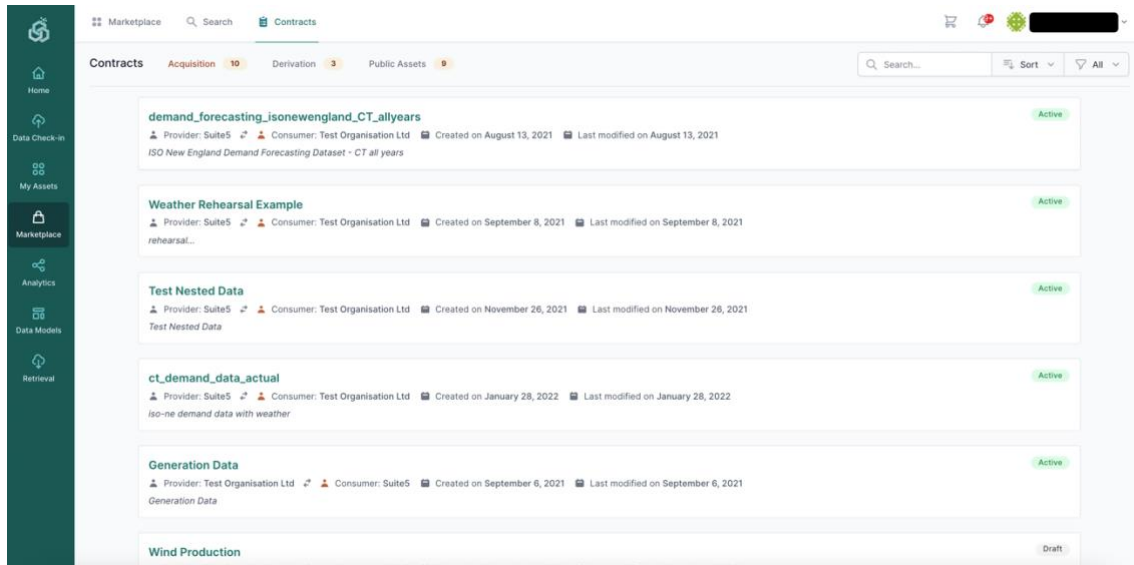 Marketplace Search Contracts
Contracts Acquisition 10 Derivation 3 Public Assets 9 Search... Sort All
Home
Data Check-in
My Assets
Marketplace
Analytics
Data Models
Retrieval
demand_forecasting_isonewengland_CT_allyears Active
Provider: Suite5 Consumer: Test Organisation Ltd Created on August 13, 2021 Last modified on August 13, 2021
ISO New England Demand Forecasting Dataset - CT all years
Weather Rehearsal Example Active
Provider: Suite5 Consumer: Test Organisation Ltd Created on September 8, 2021 Last modified on September 8, 2021
rehearsal...
Test Nested Data Active
Provider: Suite5 Consumer: Test Organisation Ltd Created on November 26, 2021 Last modified on November 26, 2021
Test Nested Data
ct_demand_data_actual Active
Provider: Suite5 Consumer: Test Organisation Ltd Created on January 28, 2022 Last modified on January 28, 2022
iso-ne demand data with weather
Generation Data Active
Provider: Test Organisation Ltd Consumer: Suite5 Created on September 6, 2021 Last modified on September 6, 2021
Generation Data
Wind Production Draft